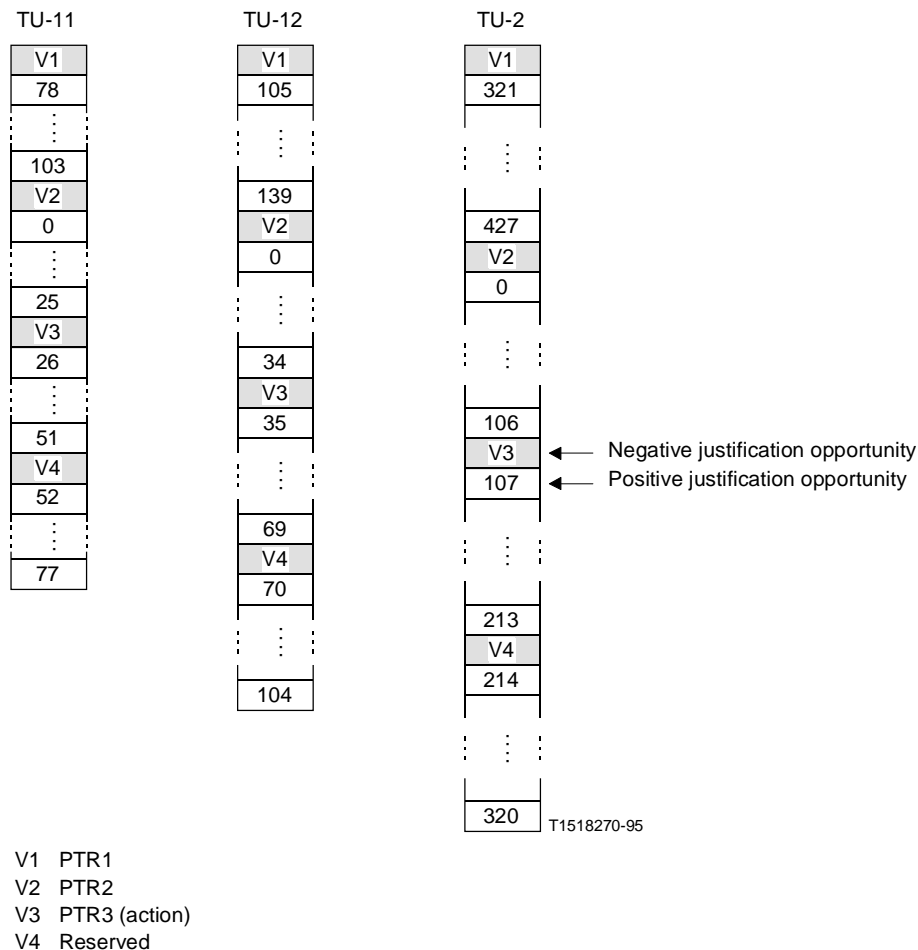 TU-11
V1
78
103
V2
0
25
V3
26
51
V4
52
77
TU-12
V1
105
139
V2
0
34
V3
35
69
V4
70
104
TU-2
V1
321
427
V2
0
106
V3 Negative justification opportunity
107 Positive justification opportunity
213
V4
214
320
T1518270-95
V1 PTR1
V2 PTR2
V3 PTR3 (action)
V4 Reserved